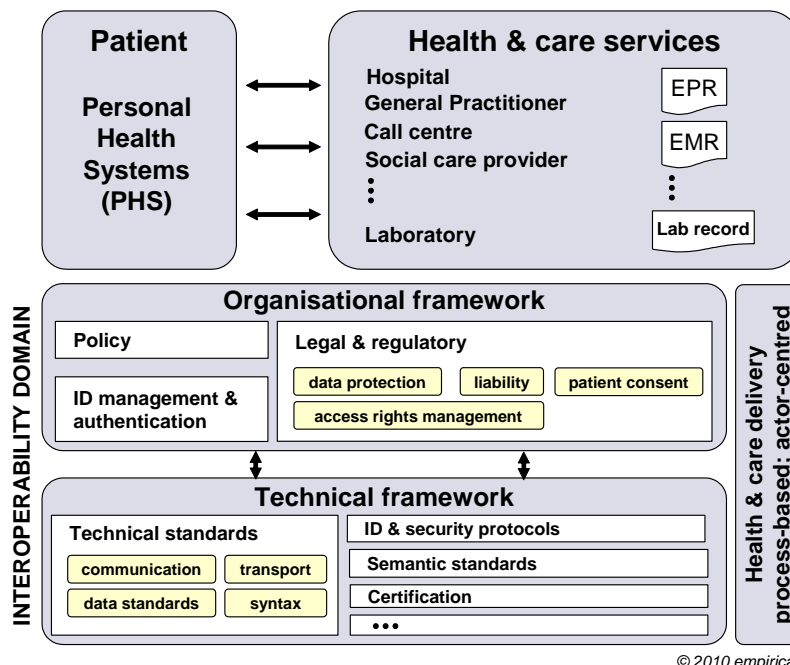 Patient
Personal
Health
Systems
(PHS)
Health & care services
Hospital
General Practitioner
Call centre
Social care provider
Laboratory
EPR
EMR
Lab record
INTEROPERABILITY DOMAIN
Organisational framework
Policy
ID management &
authentication
Legal & regulatory
data protection
liability
patient consent
access rights management
Technical framework
Technical standards
communication
transport
data standards
syntax
ID & security protocols
Semantic standards
Certification
...
Health & care delivery
process-based; actor-centred
© 2010 empirica